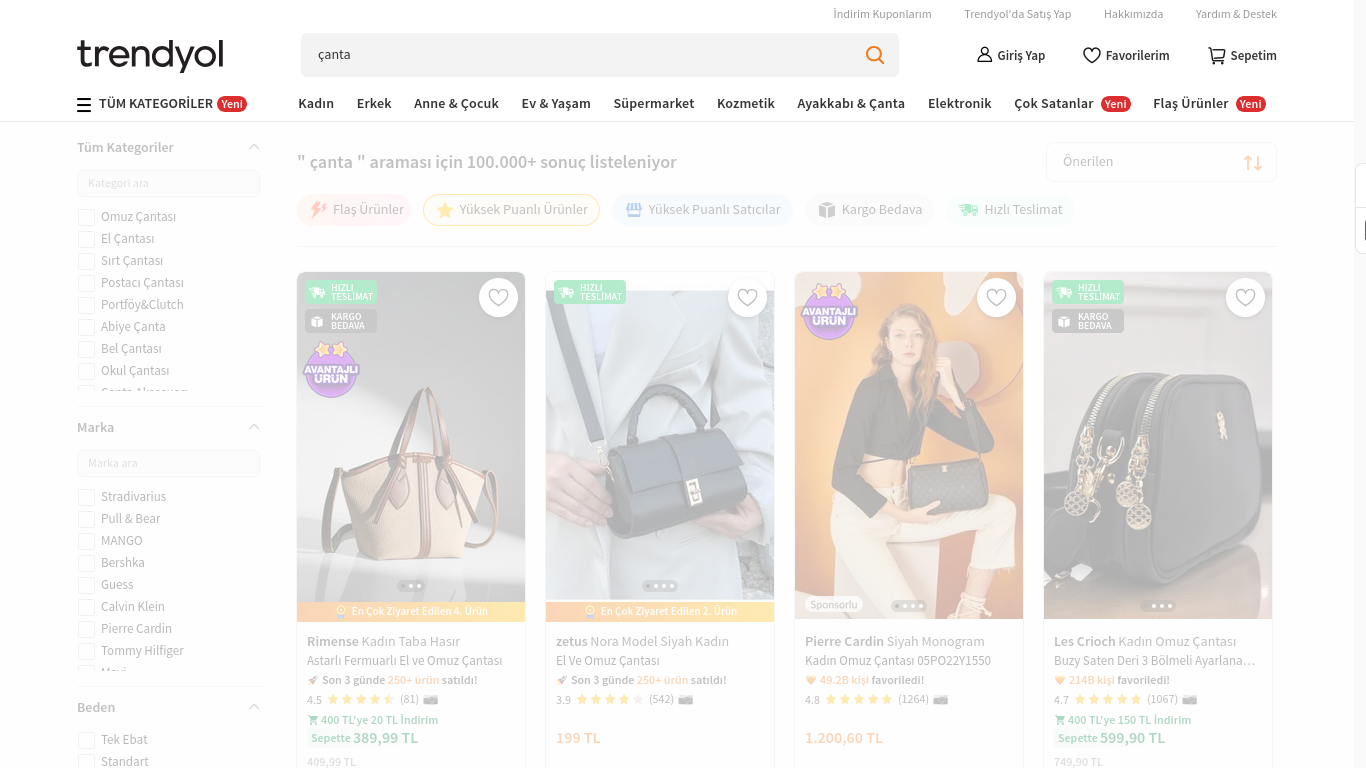 İndirim Kuponlarım
Trendyol'da Satış Yap
Hakkımızda
Yardım & Destek
trendyol
çanta
Giriş Yap
Favorilerim
Sepetim
TÜM KATEGORİLER Yeni
Kadın
Erkek
Anne & Çocuk
Ev & Yaşam
Süpermarket
Kozmetik
Ayakkabı & Çanta
Elektronik
Çok Satanlar Yeni
Flaş Ürünler Yeni
Tüm Kategoriler
Kategori ara
Omuz Çantası
El Çantası
Sırt Çantası
Postacı Çantası
Portföy&Clutch
Abiye Çanta
Bel Çantası
Okul Çantası
Marka
Marka ara
Stradivarius
Pull & Bear
MANGO
Bershka
Guess
Calvin Klein
Pierre Cardin
Tommy Hilfiger
Beden
Tek Ebat
Standart
" çanta " araması için 100.000+ sonuç listeleniyor
Önerilen
Flaş Ürünler
Yüksek Puanlı Ürünler
Yüksek Puanlı Satıcılar
Kargo Bedava
Hızlı Teslimat
HIZLI
TESLİMAT
KARGO
BEDAVA
AVANTAJLI
ÜRÜN
En Çok Ziyaret Edilen 4. Ürün
Rimense Kadın Taba Hasır
Astarlı Fermuarlı El ve Omuz Çantası
Son 3 günde 250+ ürün satıldı!
4.5 (81)
400 TL'ye 20 TL İndirim
Sepette 389,99 TL
409,99 TL
HIZLI
TESLİMAT
En Çok Ziyaret Edilen 2. Ürün
zetus Nora Model Siyah Kadın
El Ve Omuz Çantası
Son 3 günde 250+ ürün satıldı!
3.9 (542)
199 TL
AVANTAJLI
ÜRÜN
Sponsorlu
Pierre Cardin Siyah Monogram
Kadın Omuz Çantası 05PO22Y1550
49.2B kişi favoriledi!
4.8 (1264)
1.200,60 TL
HIZLI
TESLİMAT
KARGO
BEDAVA
Les Crioch Kadın Omuz Çantası
Buzy Saten Deri 3 Bölmeli Ayarlana…
214B kişi favoriledi!
4.7 (1067)
400 TL'ye 150 TL İndirim
Sepette 599,90 TL
749,90 TL